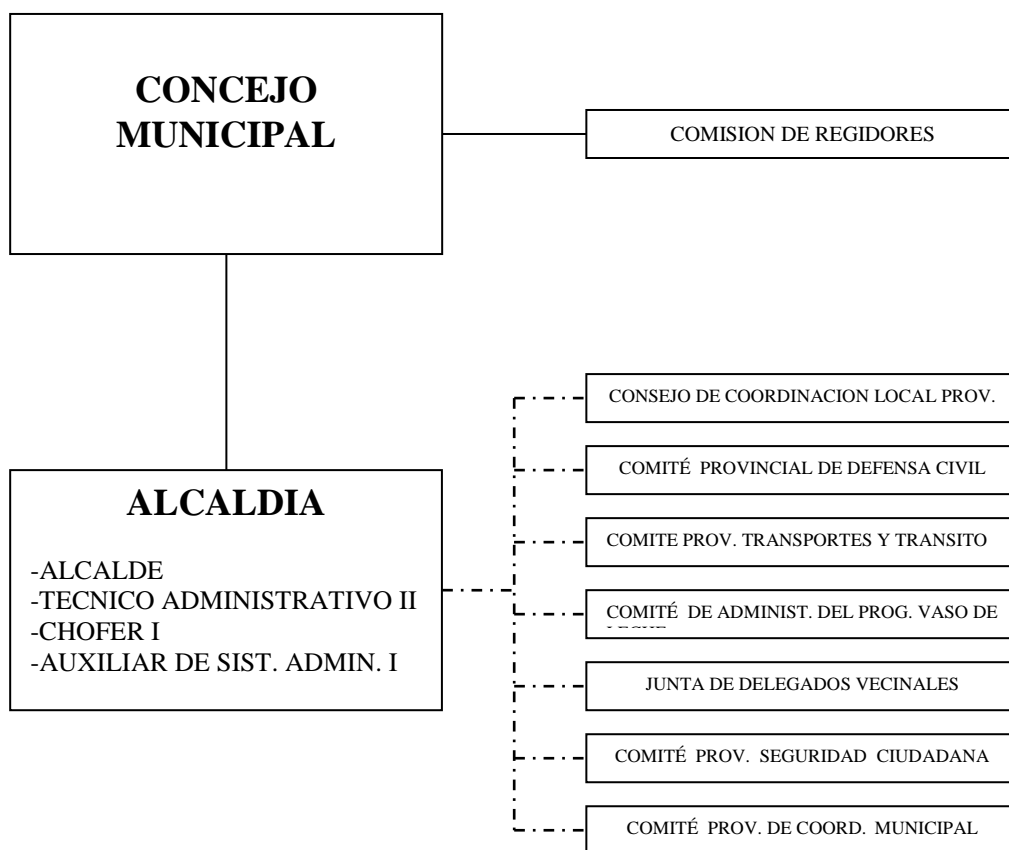 CONCEJO
MUNICIPAL
COMISION DE REGIDORES
CONSEJO DE COORDINACION LOCAL PROV.
COMITÉ PROVINCIAL DE DEFENSA CIVIL
ALCALDIA
-ALCALDE
-TECNICO ADMINISTRATIVO II
-CHOFER I
-AUXILIAR DE SIST. ADMIN. I
COMITE PROV. TRANSPORTES Y TRANSITO
COMITÉ DE ADMINIST. DEL PROG. VASO DE
JUNTA DE DELEGADOS VECINALES
COMITÉ PROV. SEGURIDAD CIUDADANA
COMITÉ PROV. DE COORD. MUNICIPAL